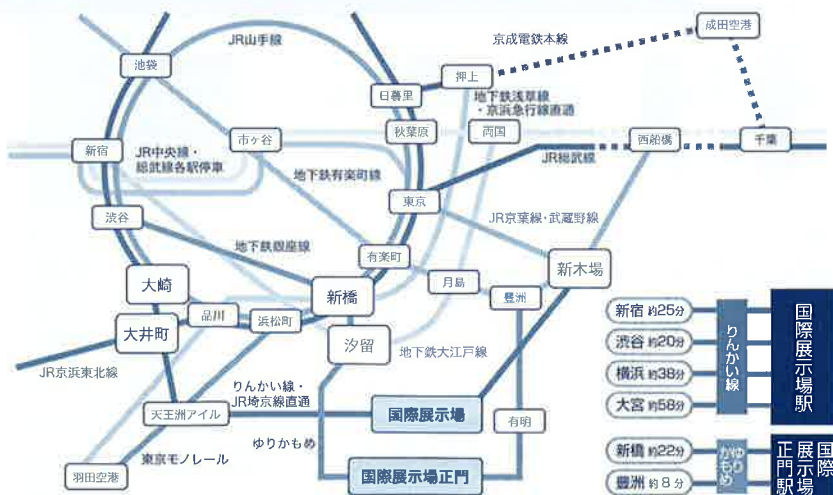 成田空港
京成電鉄本線
JR山手線
池袋
押上
日暮里
地下鉄浅草線
・京浜急行線直通
秋葉原
両国
西船橋
千葉
市ヶ谷
新宿
JR中央線・
総武線各駅停車
JR総武線
地下鉄有楽町線
東京
渋谷
JR京葉線・武蔵野線
地下鉄銀座線
有楽町
新木場
大崎
月島
新橋
豊洲
品川
浜松町
大井町
汐留
地下鉄大江戸線
JR京浜東北線
りんかい線・
JR埼京線直通
天王洲アイル
国際展示場
有明
ゆりかもめ
東京モノレール
羽田空港
国際展示場正門
新宿 約25分
渋谷 約20分
横浜 約38分
大宮 約58分
りんかい線
国際展示場駅
新橋 約22分
豊洲 約8分
ゆり
かもめ
国際
展示場
正門駅